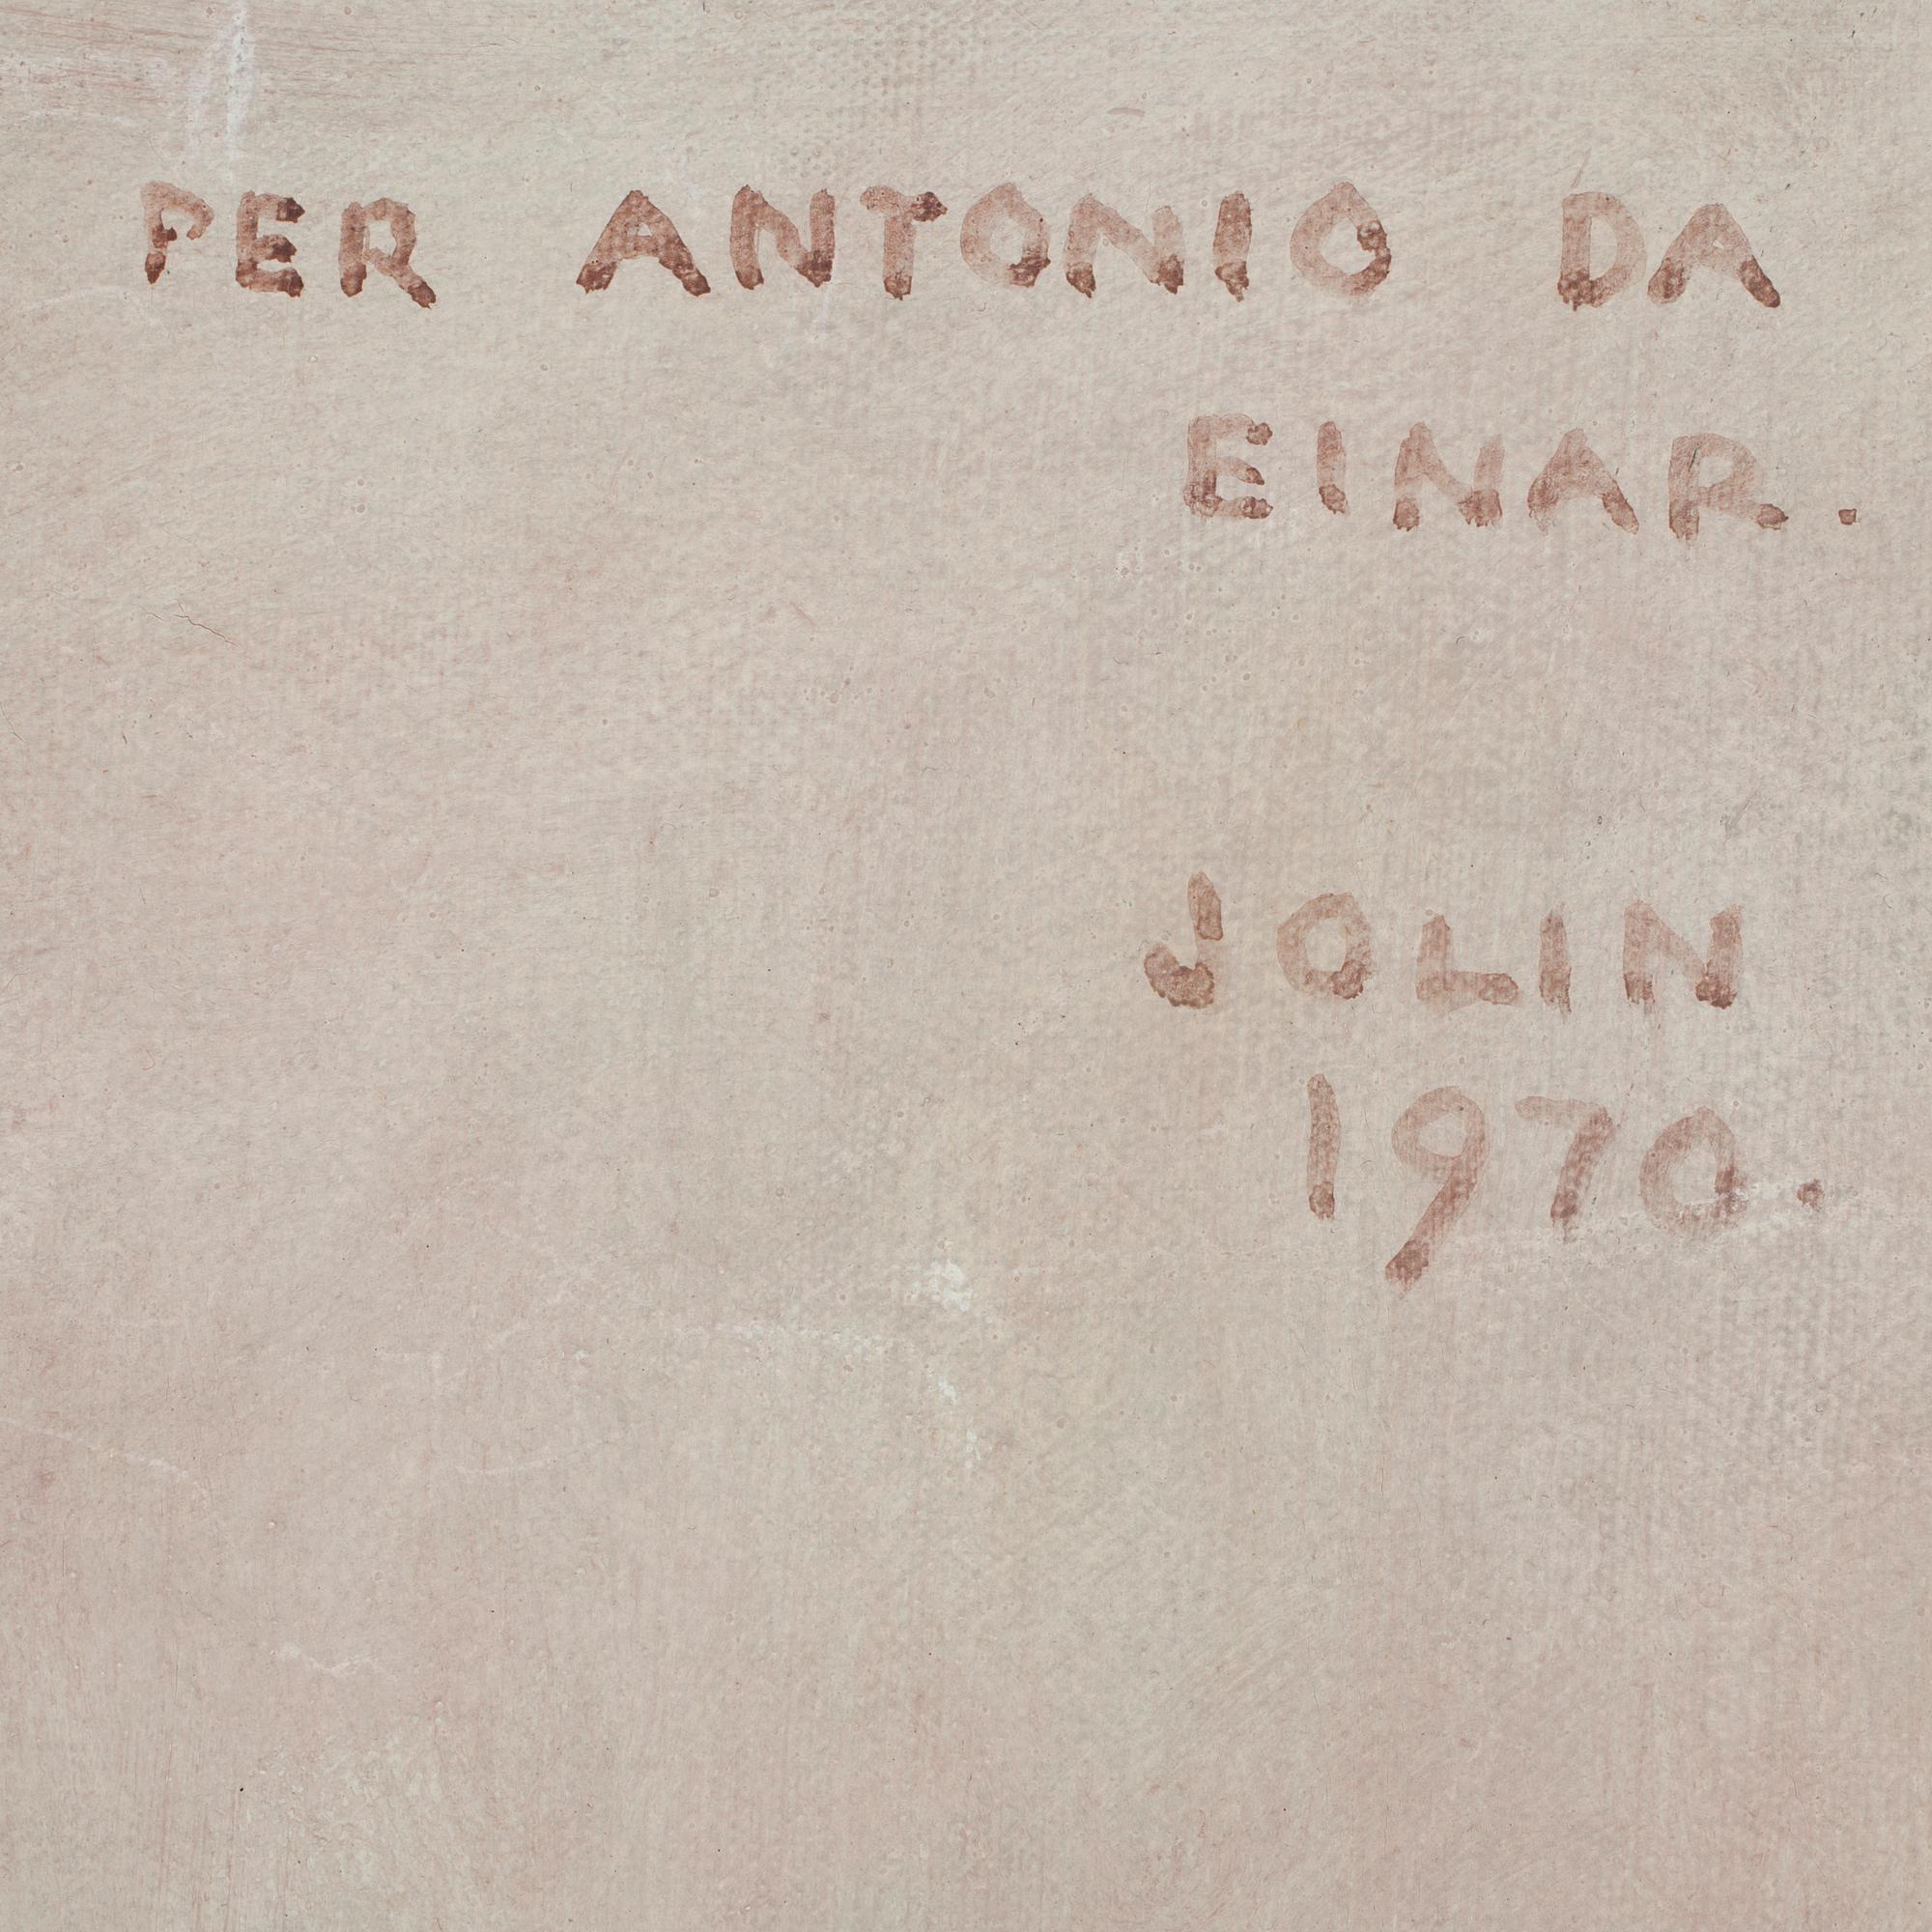 PER ANTONIO DA
EINAR.
JOLIN
1970.